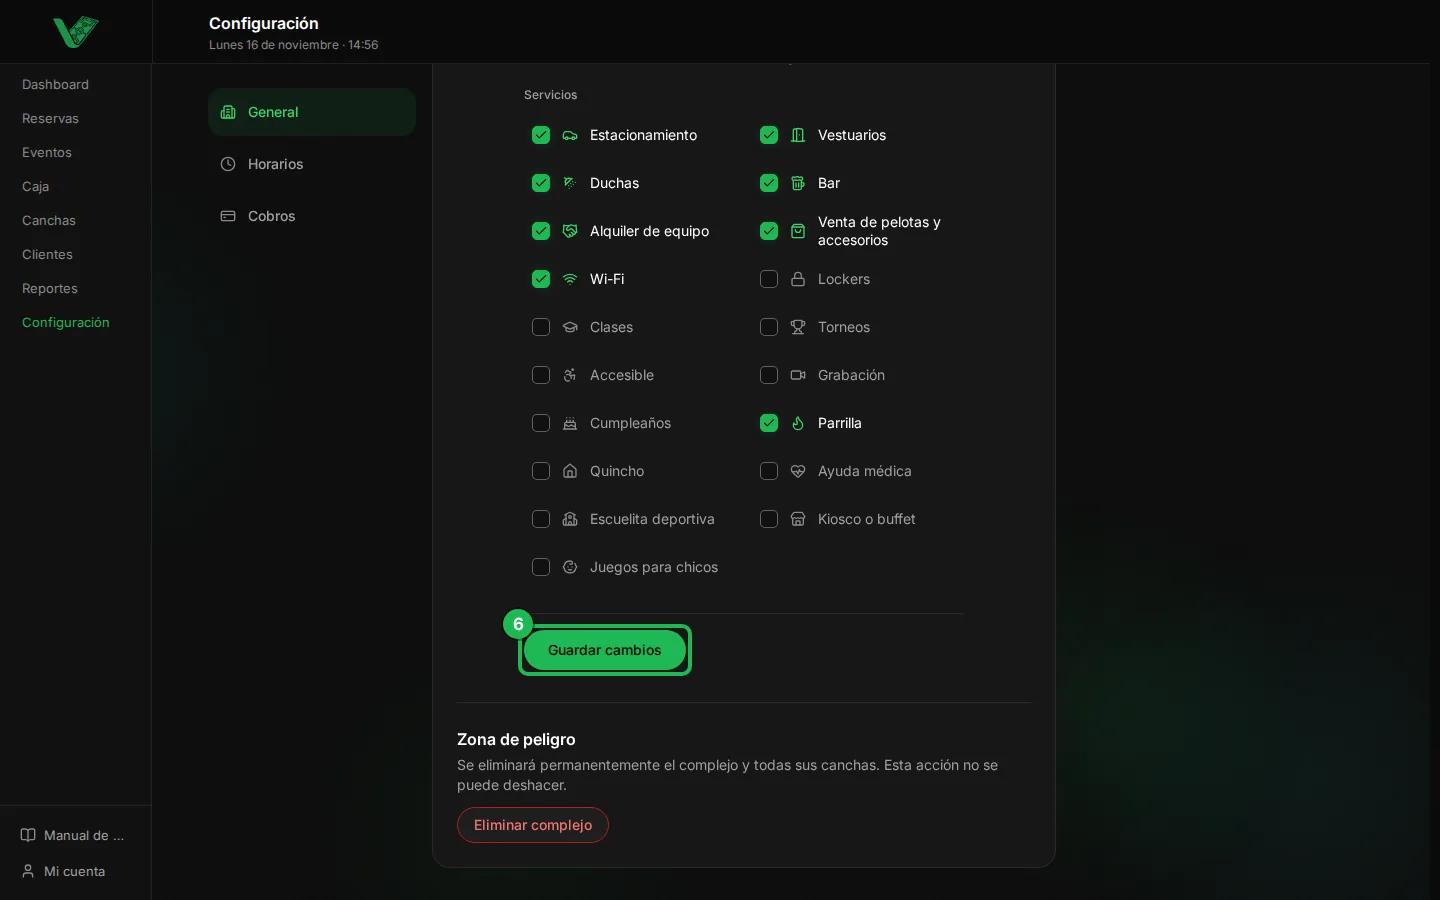 Configuración
Lunes 16 de noviembre · 14:56
Dashboard
Reservas
Eventos
Caja
Canchas
Clientes
Reportes
Configuración
Manual de ...
Mi cuenta
General
Horarios
Cobros
Servicios
Estacionamiento
Vestuarios
Duchas
Bar
Alquiler de equipo
Venta de pelotas y
accesorios
Wi-Fi
Lockers
Clases
Torneos
Accesible
Grabación
Cumpleaños
Parrilla
Quincho
Ayuda médica
Escuelita deportiva
Kiosco o buffet
Juegos para chicos
6
Guardar cambios
Zona de peligro
Se eliminará permanentemente el complejo y todas sus canchas. Esta acción no se
puede deshacer.
Eliminar complejo